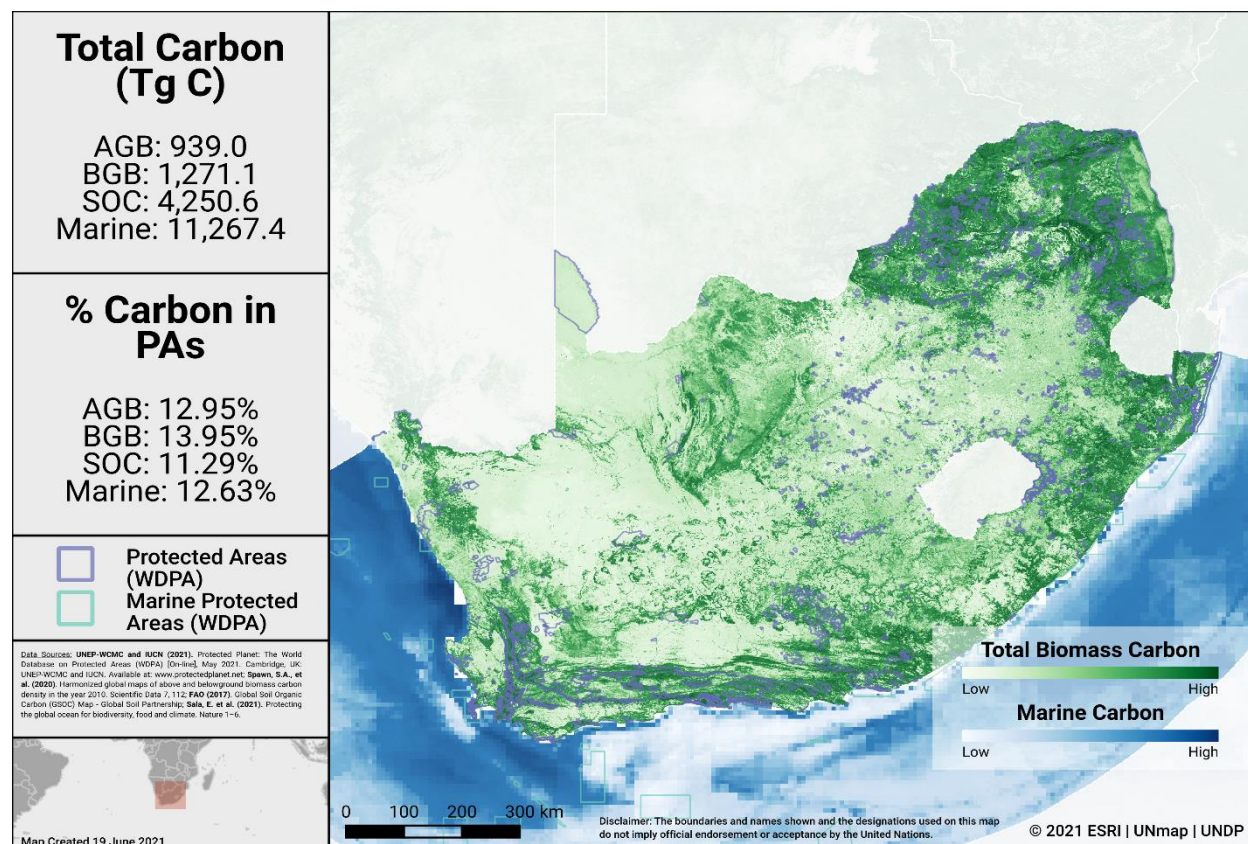 Total Carbon
(Tg C)
AGB: 939.0
BGB: 1,271.1
SOC: 4,250.6
Marine: 11,267.4
% Carbon in
PAs
AGB: 12.95%
BGB: 13.95%
SOC: 11.29%
Marine: 12.63%
Protected Areas
(WDPA)
Marine Protected
Areas (WDPA)
Data Sources: UNEP-WCMC and IUCN (2021). Protected Planet: The World
Database on Protected Areas (WDPA) [On-line], May 2021. Cambridge, UK:
UNEP-WCMC and IUCN. Available at: www.protectedplanet.net; Spawn, S.A., et
al. (2020). Harmonized global maps of above and belowground biomass carbon
density in the year 2010. Scientific Data 7, 112; FAO (2017). Global Soil Organic
Carbon (GSOC) Map - Global Soil Partnership; Sala, E. et al. (2021). Protecting
the global ocean for biodiversity, food and climate. Nature 1–6.
Map Created 19 June 2021
Total Biomass Carbon
Low High
Marine Carbon
Low High
0 100 200 300 km
Disclaimer: The boundaries and names shown and the designations used on this map
do not imply official endorsement or acceptance by the United Nations.
© 2021 ESRI | UNmap | UNDP